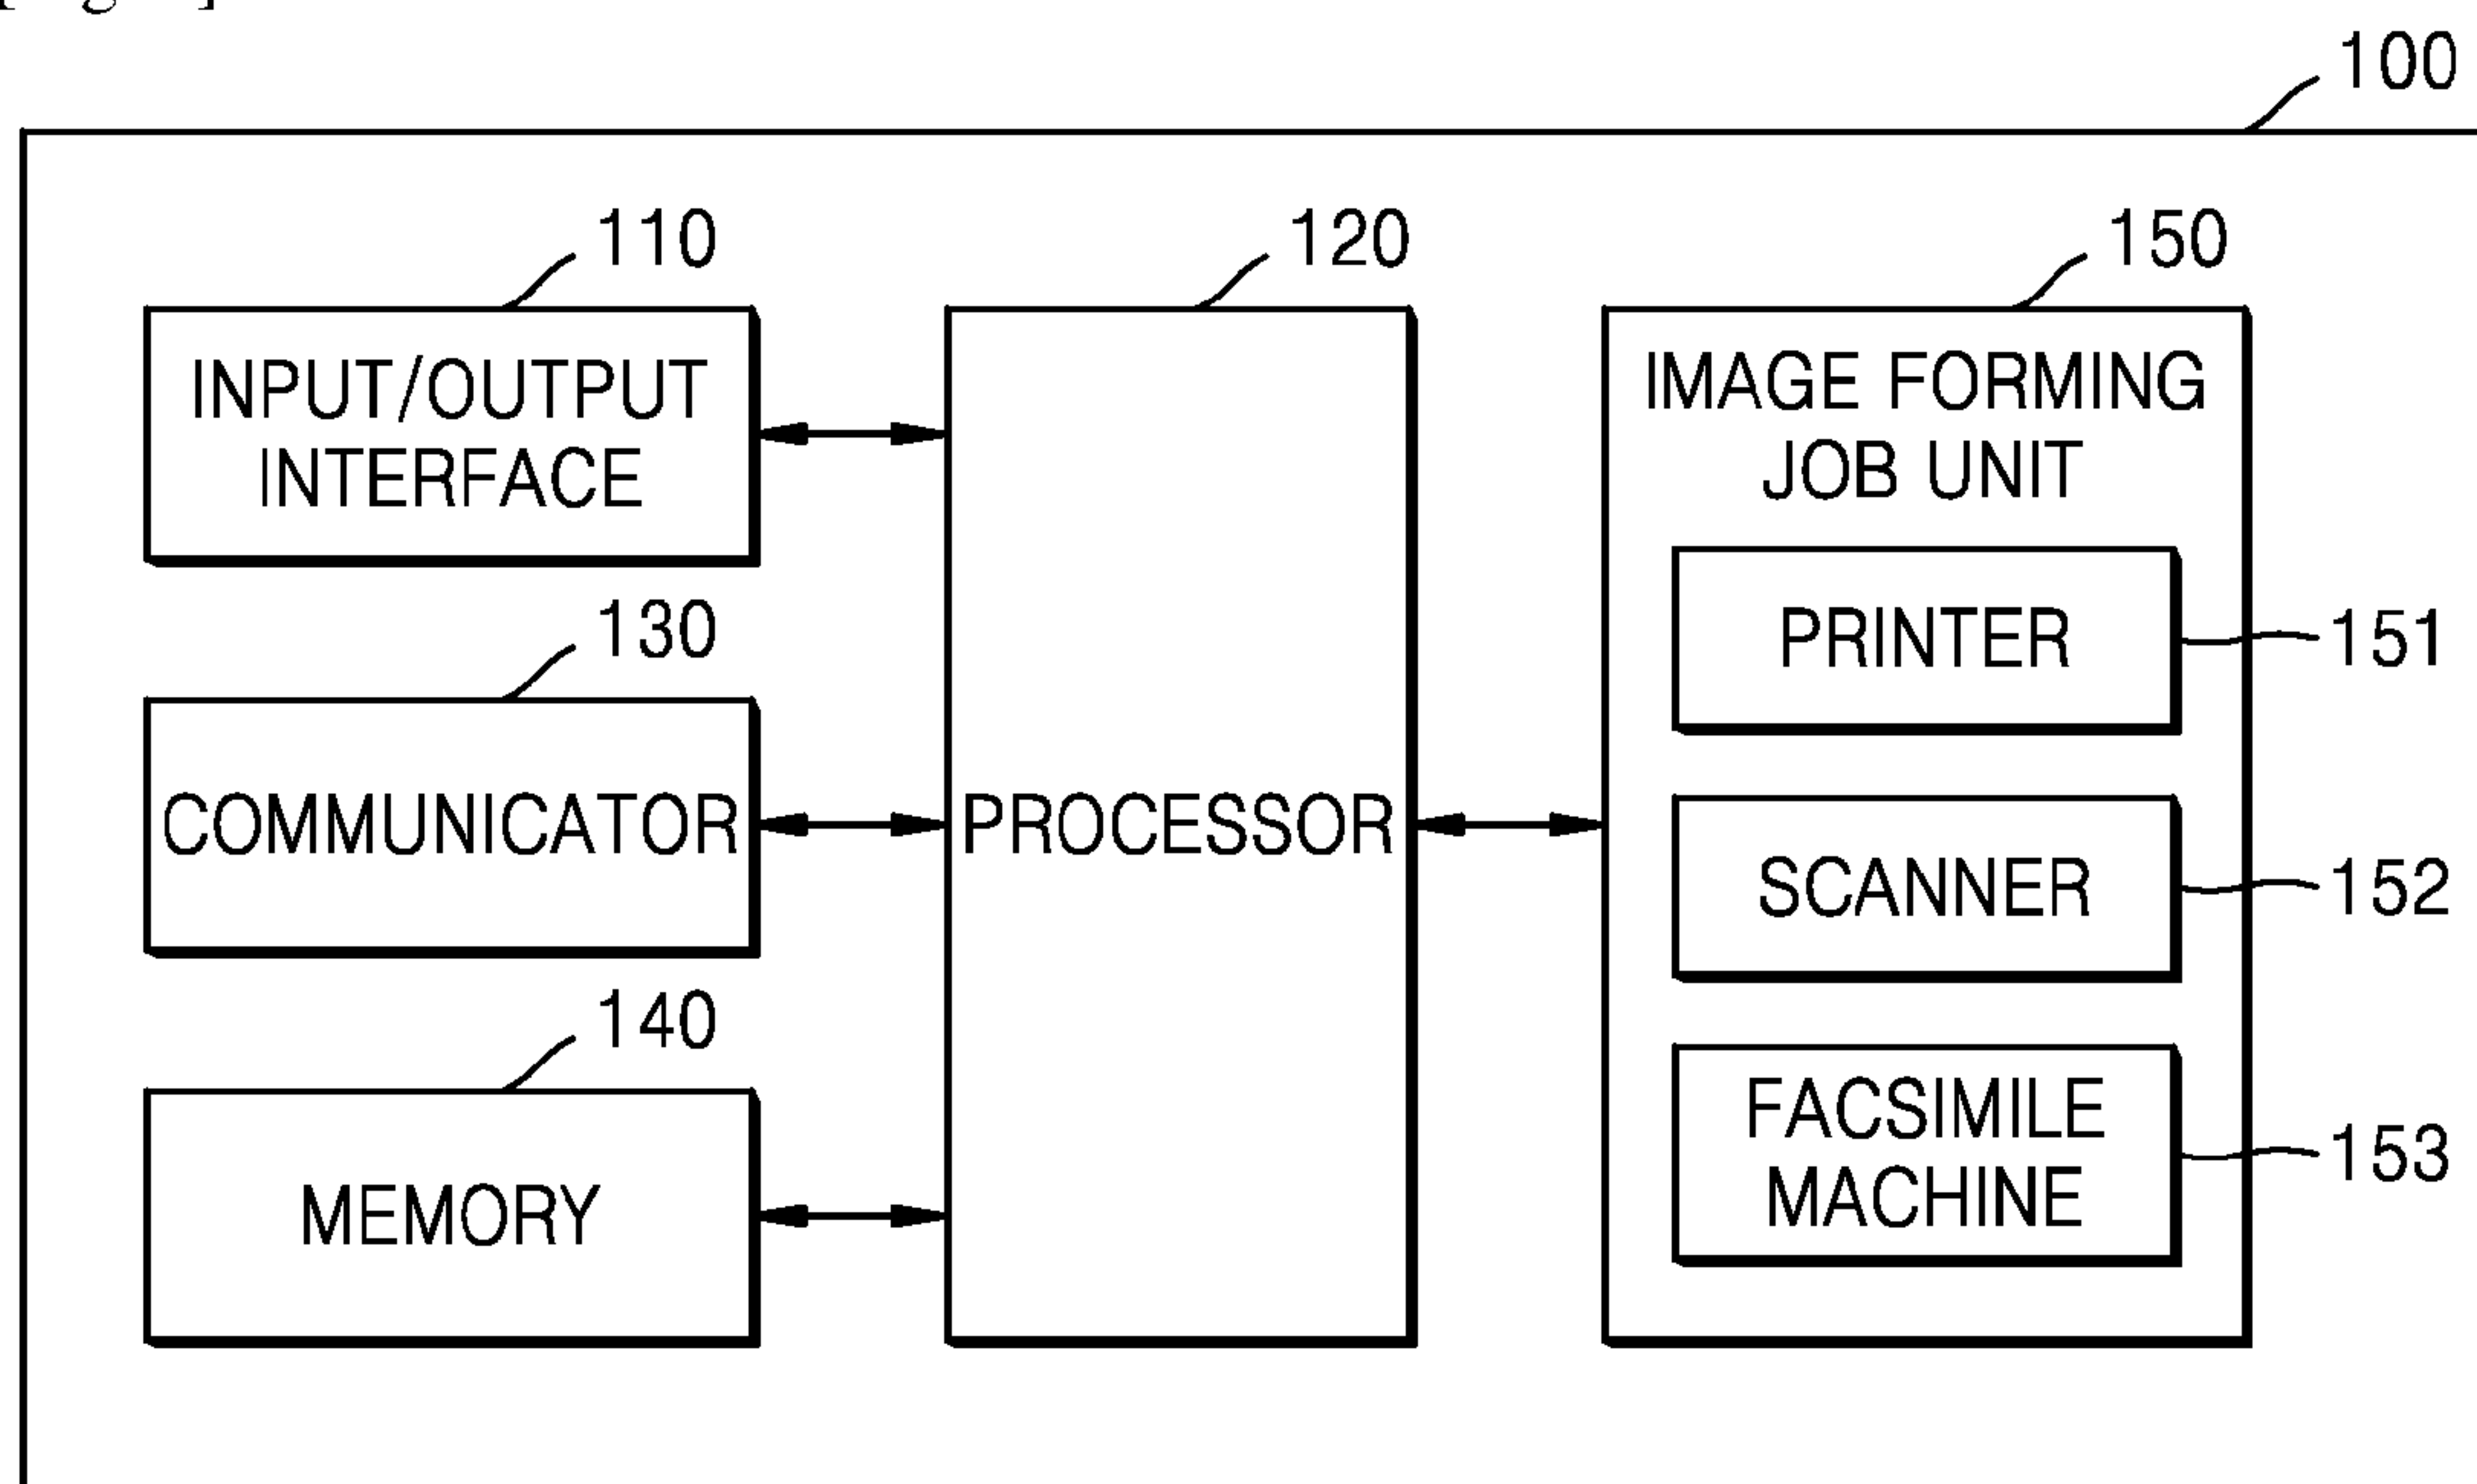 100
110
120
150
INPUT/OUTPUT
INTERFACE
IMAGE FORMING
JOB UNIT
130
PRINTER
151
COMMUNICATOR
PROCESSOR
SCANNER
152
140
MEMORY
FACSIMILE
MACHINE
153